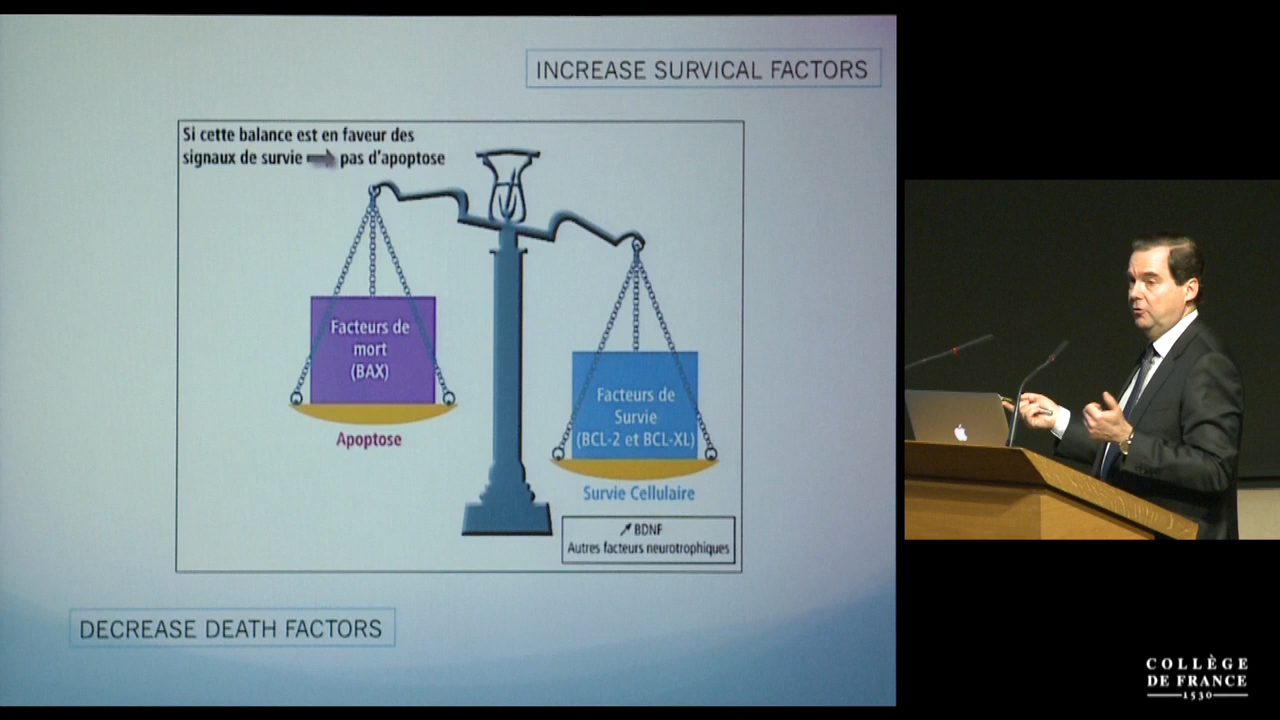 INCREASE SURVICAL FACTORS
Si cette balance est en faveur des
signaux de survie pas d'apoptose
Facteurs de
mort
(BAX)
Apoptose
Facteurs de
Survie
(BCL-2 et BCL-XL)
Survie Cellulaire
BDNF
Autres facteurs neurotrophiques
DECREASE DEATH FACTORS
COLLÈGE
DE FRANCE
1530